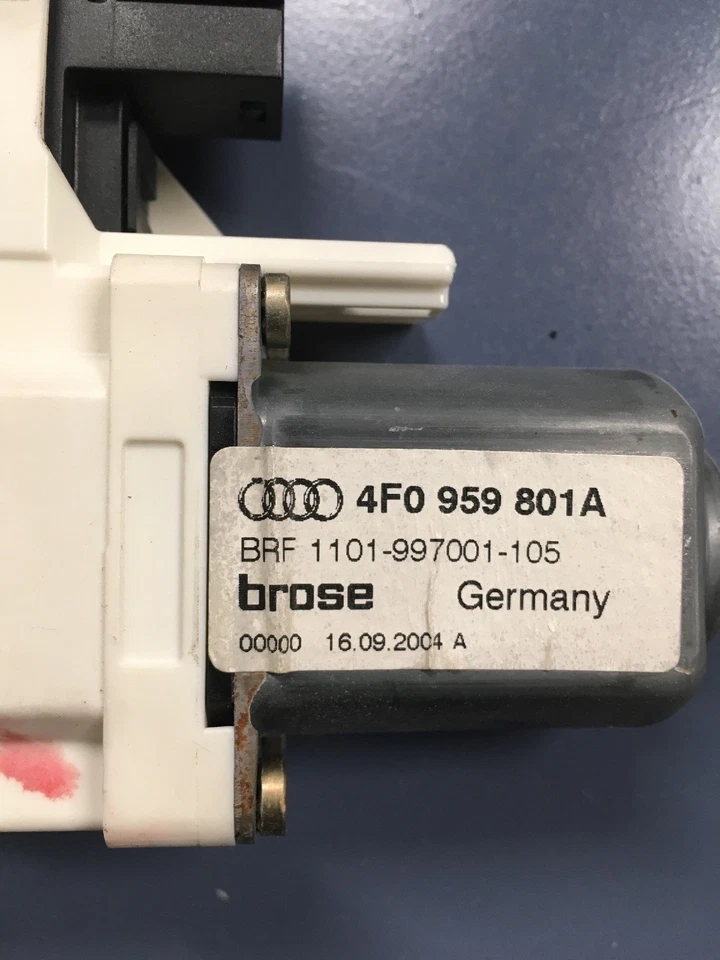 4F0 959 801A
BRF 1101-997001-105
brose Germany
00000 16.09.2004 A